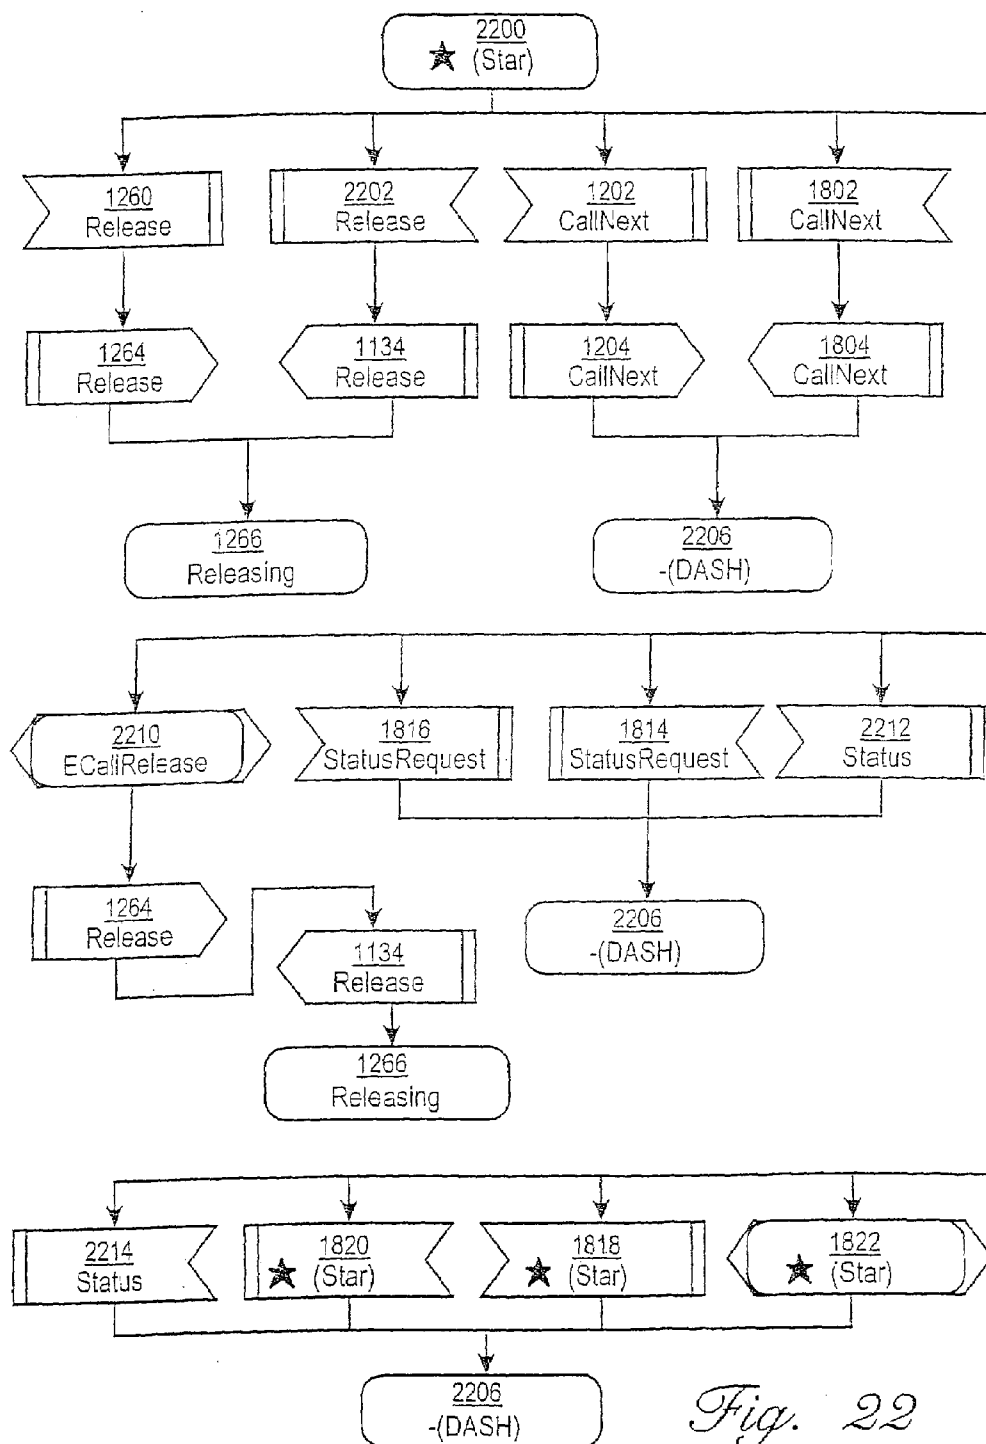 2200
★ (Star)
1260
Release
2202
Release
1202
CallNext
1802
CallNext
1264
Release
1134
Release
1204
CallNext
1804
CallNext
1266
Releasing
2206
-(DASH)
2210
ECallRelease
1816
StatusRequest
1814
StatusRequest
2212
Status
1264
Release
1134
Release
2206
-(DASH)
1266
Releasing
2214
Status
1820
★ (Star)
1818
★ (Star)
1822
★ (Star)
2206
-(DASH)
Fig. 22